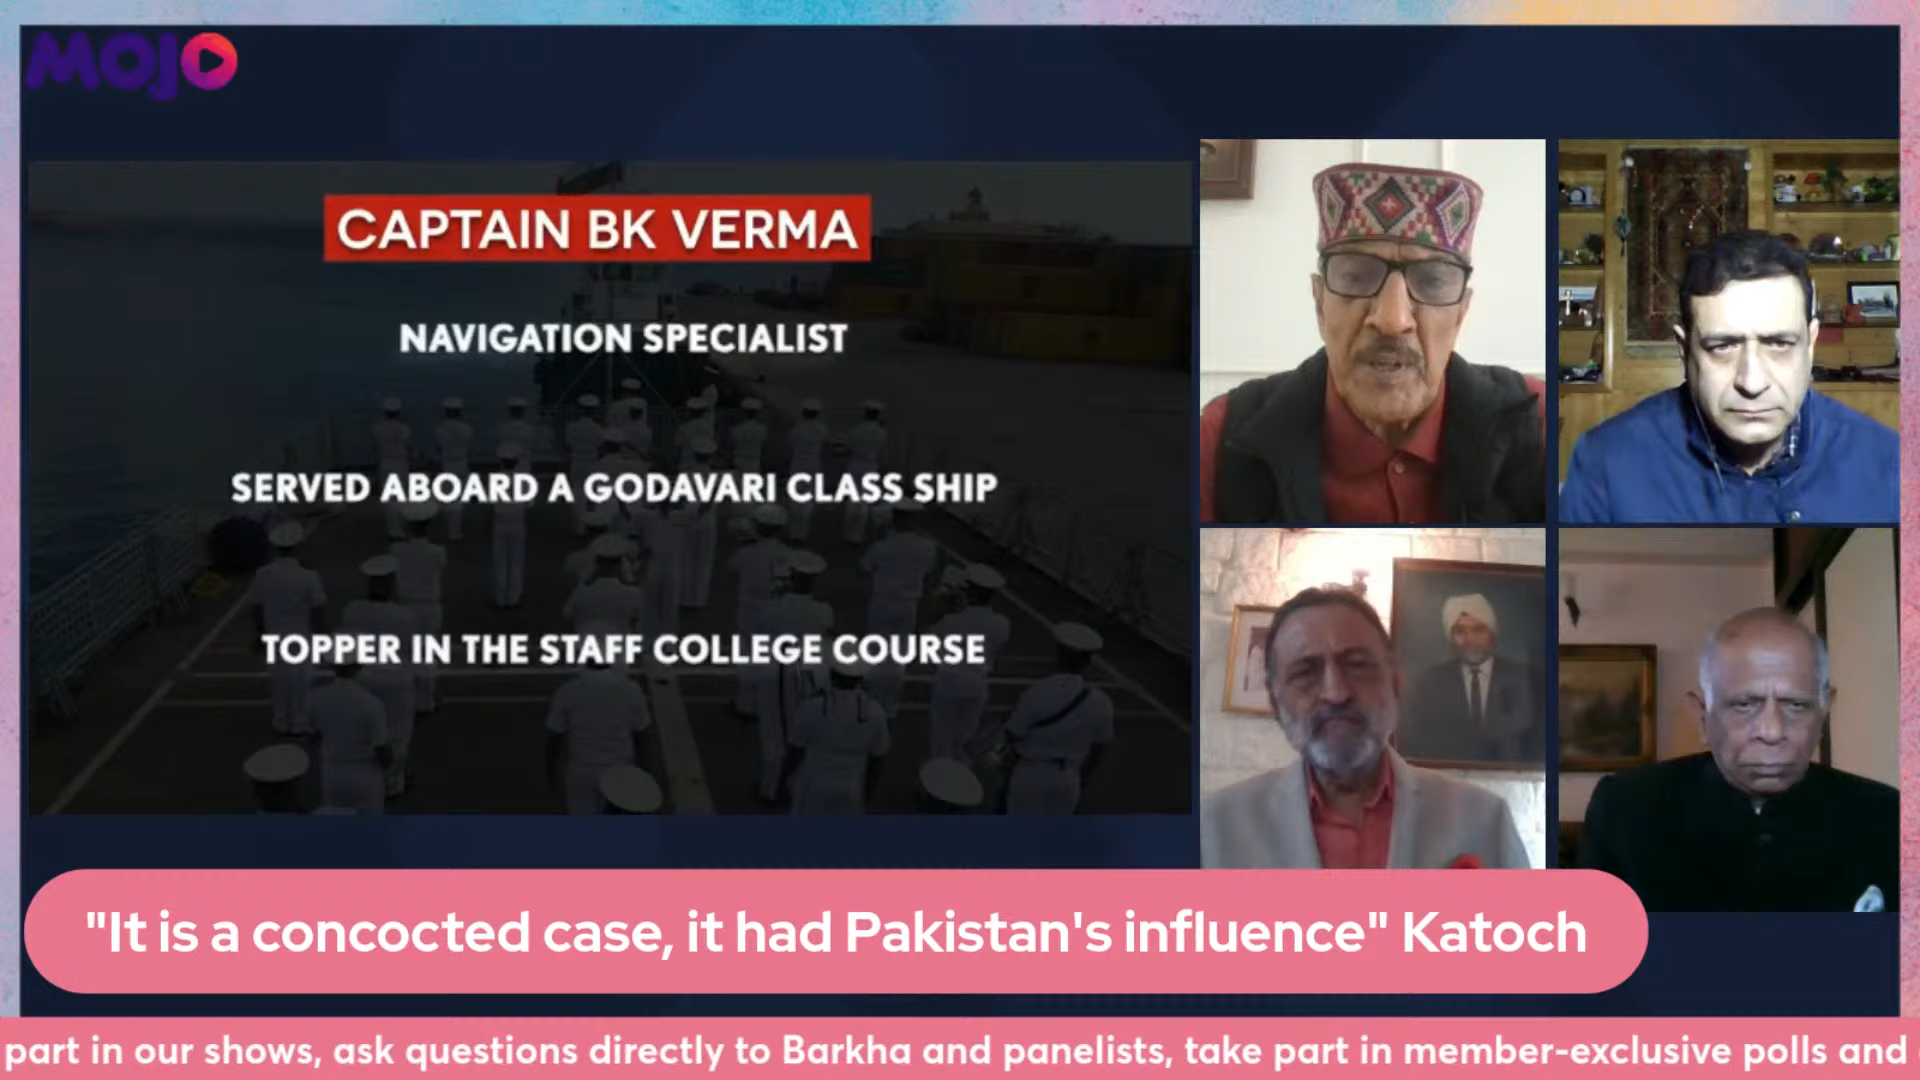 MOJO
CAPTAIN BK VERMA
NAVIGATION SPECIALIST
SERVED ABOARD A GODAVARI CLASS SHIP
TOPPER IN THE STAFF COLLEGE COURSE
"It is a concocted case, it had Pakistan's influence" Katoch
part in our shows, ask questions directly to Barkha and panelists, take part in member-exclusive polls and